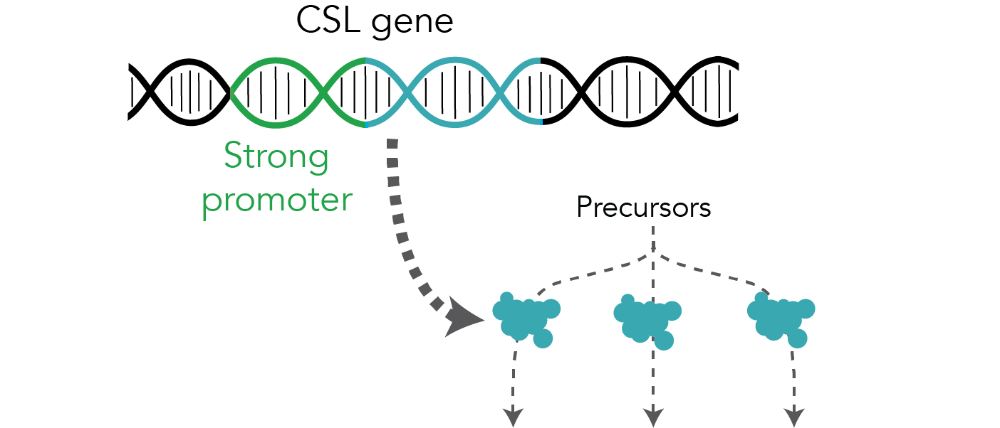 CSL gene
Strong
promoter
Precursors